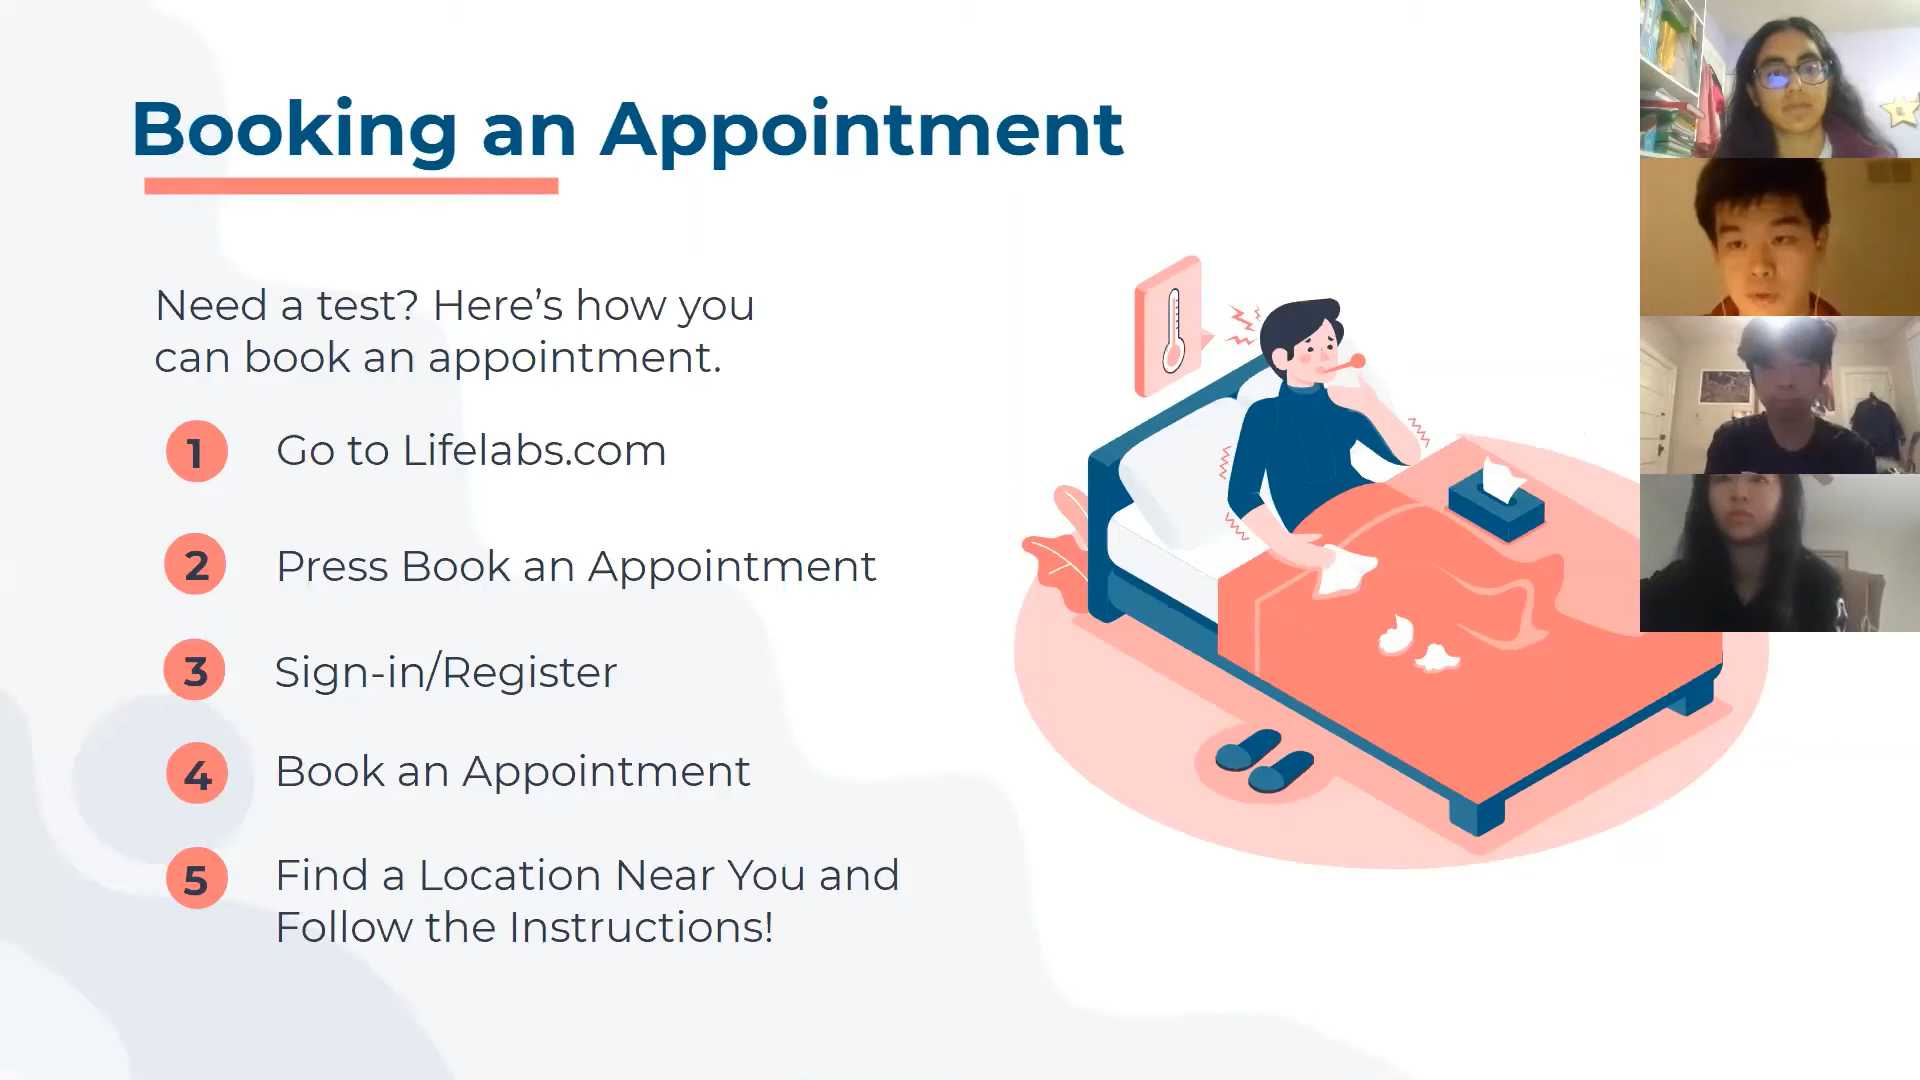 Booking an Appointment
Need a test? Here’s how you
can book an appointment.
1 Go to Lifelabs.com
2 Press Book an Appointment
3 Sign-in/Register
4 Book an Appointment
5 Find a Location Near You and
Follow the Instructions!